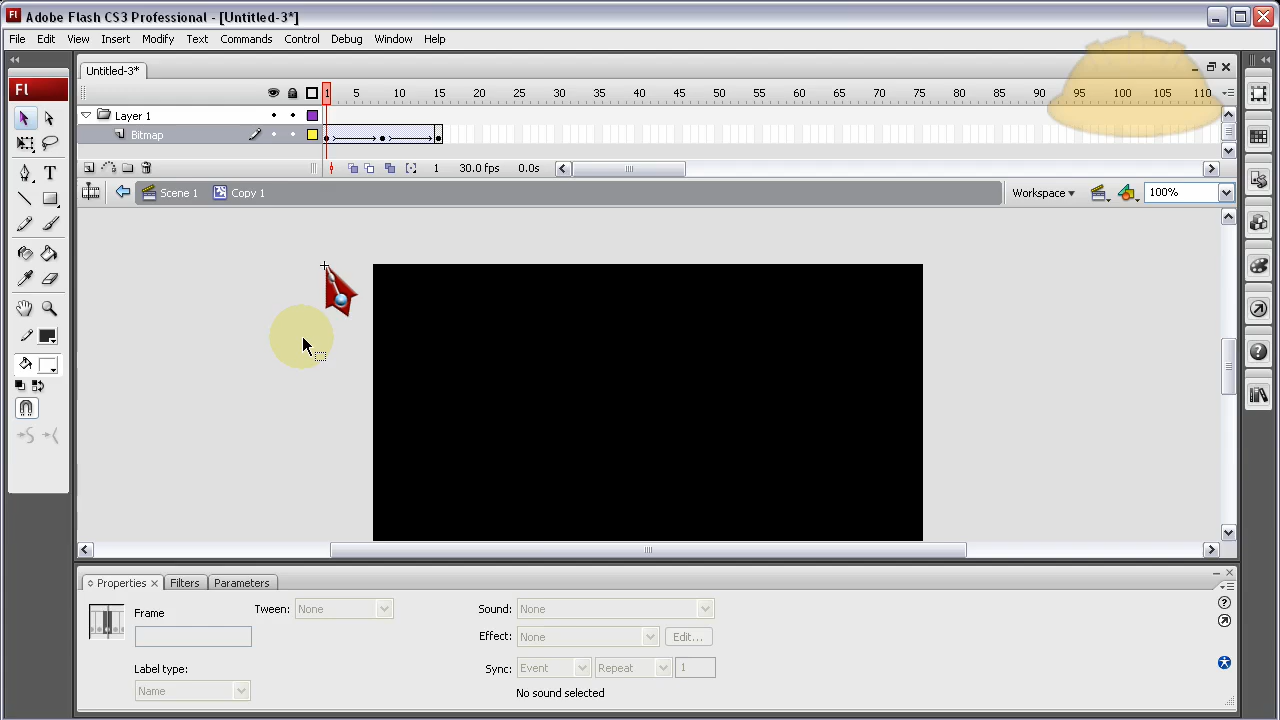 Adobe Flash CS3 Professional - [Untitled-3*]
File Edit View Insert Modify Text Commands Control Debug Window Help
Untitled-3*
Fl
1 5 10 15 20 25 30 35 40 45 50 55 60 65 70 75 80 85 90 95 100 105 110
Layer 1
Bitmap
1 30.0 fps 0.0s
Scene 1 Copy 1 Workspace 100%
Properties Filters Parameters
Frame Tween: None Sound: None
Effect: None Edit...
Label type: Sync: Event Repeat 1
Name No sound selected